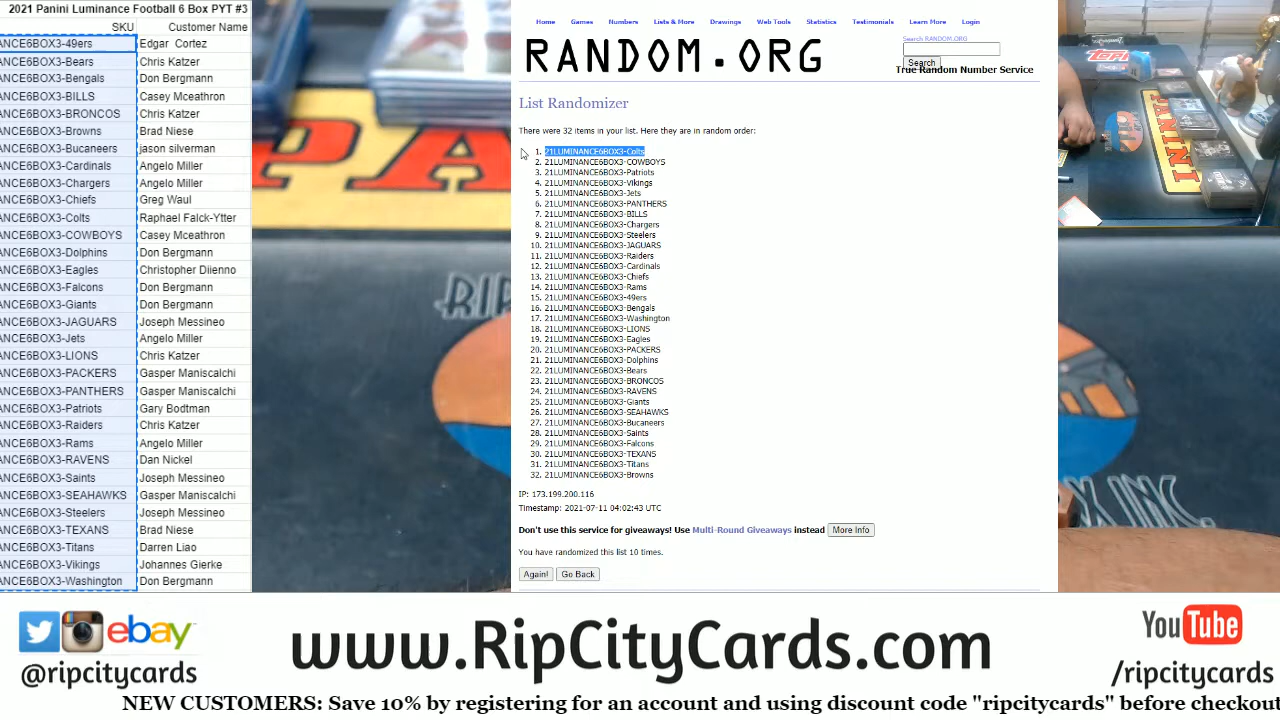 2021 Panini Luminance Football 6 Box PYT #3
SKU Customer Name
ANCE6BOX3-49ers Edgar Cortez
ANCE6BOX3-Bears Chris Katzer
ANCE6BOX3-Bengals Don Bergmann
ANCE6BOX3-BILLS Casey Mceathron
ANCE6BOX3-BRONCOS Chris Katzer
ANCE6BOX3-Browns Brad Niese
ANCE6BOX3-Bucaneers jason silverman
ANCE6BOX3-Cardinals Angelo Miller
ANCE6BOX3-Chargers Angelo Miller
ANCE6BOX3-Chiefs Greg Waul
ANCE6BOX3-Colts Raphael Falck-Ytter
ANCE6BOX3-COWBOYS Casey Mceathron
ANCE6BOX3-Dolphins Don Bergmann
ANCE6BOX3-Eagles Christopher Diienno
ANCE6BOX3-Falcons Don Bergmann
ANCE6BOX3-Giants Don Bergmann
ANCE6BOX3-JAGUARS Joseph Messineo
ANCE6BOX3-Jets Angelo Miller
ANCE6BOX3-LIONS Chris Katzer
ANCE6BOX3-PACKERS Gasper Maniscalchi
ANCE6BOX3-PANTHERS Gasper Maniscalchi
ANCE6BOX3-Patriots Gary Bodtman
ANCE6BOX3-Raiders Chris Katzer
ANCE6BOX3-Rams Angelo Miller
ANCE6BOX3-RAVENS Dan Nickel
ANCE6BOX3-Saints Joseph Messineo
ANCE6BOX3-SEAHAWKS Gasper Maniscalchi
ANCE6BOX3-Steelers Joseph Messineo
ANCE6BOX3-TEXANS Brad Niese
ANCE6BOX3-Titans Darren Liao
ANCE6BOX3-Vikings Johannes Gierke
ANCE6BOX3-Washington Don Bergmann
Home Games Numbers Lists & More Drawings Web Tools Statistics Testimonials Learn More Login
RANDOM.ORG
Search RANDOM.ORG
Search
True Random Number Service
List Randomizer
There were 32 items in your list. Here they are in random order:
1. 21LUMINANCE6BOX3-Colts
2. 21LUMINANCE6BOX3-COWBOYS
3. 21LUMINANCE6BOX3-Patriots
4. 21LUMINANCE6BOX3-Vikings
5. 21LUMINANCE6BOX3-Jets
6. 21LUMINANCE6BOX3-PANTHERS
7. 21LUMINANCE6BOX3-BILLS
8. 21LUMINANCE6BOX3-Chargers
9. 21LUMINANCE6BOX3-Steelers
10. 21LUMINANCE6BOX3-JAGUARS
11. 21LUMINANCE6BOX3-Raiders
12. 21LUMINANCE6BOX3-Cardinals
13. 21LUMINANCE6BOX3-Chiefs
14. 21LUMINANCE6BOX3-Rams
15. 21LUMINANCE6BOX3-49ers
16. 21LUMINANCE6BOX3-Bengals
17. 21LUMINANCE6BOX3-Washington
18. 21LUMINANCE6BOX3-LIONS
19. 21LUMINANCE6BOX3-Eagles
20. 21LUMINANCE6BOX3-PACKERS
21. 21LUMINANCE6BOX3-Dolphins
22. 21LUMINANCE6BOX3-Bears
23. 21LUMINANCE6BOX3-BRONCOS
24. 21LUMINANCE6BOX3-RAVENS
25. 21LUMINANCE6BOX3-Giants
26. 21LUMINANCE6BOX3-SEAHAWKS
27. 21LUMINANCE6BOX3-Bucaneers
28. 21LUMINANCE6BOX3-Saints
29. 21LUMINANCE6BOX3-Falcons
30. 21LUMINANCE6BOX3-TEXANS
31. 21LUMINANCE6BOX3-Titans
32. 21LUMINANCE6BOX3-Browns
IP: 173.199.200.116
Timestamp: 2021-07-11 04:02:43 UTC
Don't use this service for giveaways! Use Multi-Round Giveaways instead More Info
You have randomized this list 10 times.
Again! Go Back
ebay
@ripcitycards
www.RipCityCards.com
You Tube
/ripcitycards
NEW CUSTOMERS: Save 10% by registering for an account and using discount code "ripcitycards" before checkou